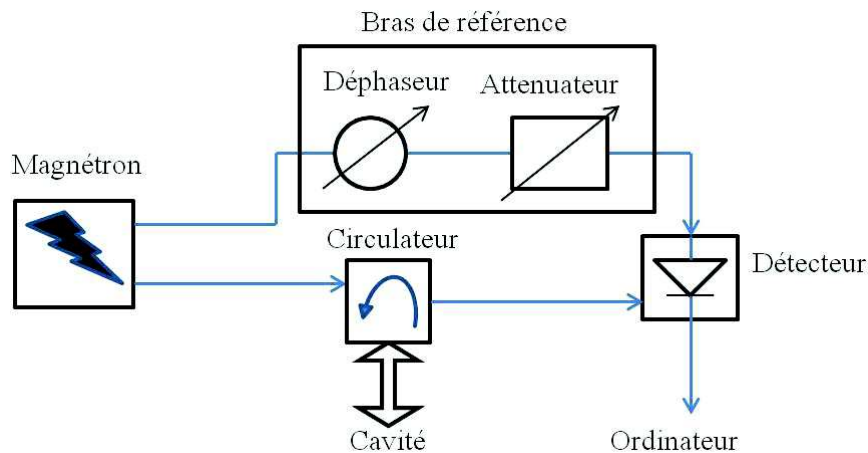 Bras de référence
Déphaseur
Attenuateur
Magnétron
Circulateur
Détecteur
Cavité
Ordinateur